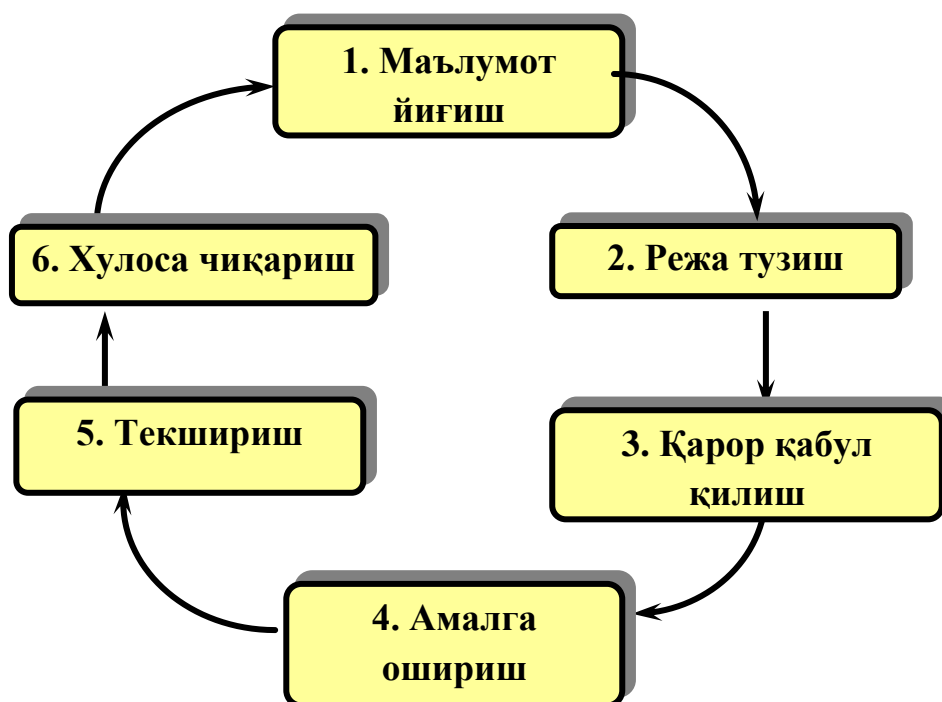 1. Маълумот
йиғиш
2. Режа тузиш
3. Қарор қабул
қилиш
4. Амалга
ошириш
5. Текшириш
6. Хулоса чиқариш